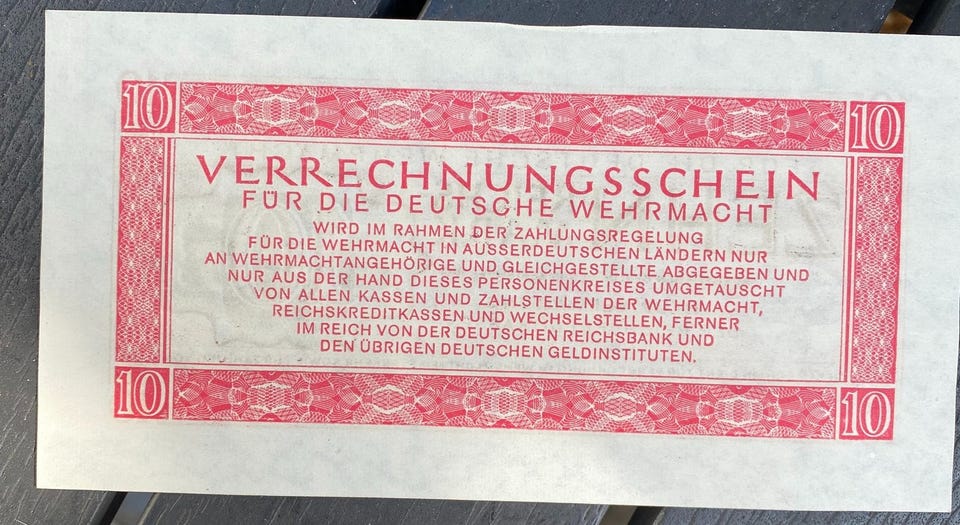 10 10
VERRECHNUNGSSCHEIN
FÜR DIE DEUTSCHE WEHRMACHT
WIRD IM RAHMEN DER ZAHLUNGSREGELUNG
FÜR DIE WEHRMACHT IN AUSSERDEUTSCHEN LÄNDERN NUR
AN WEHRMACHTANGEHÖRIGE UND GLEICHGESTELLTE ABGEGEBEN UND
NUR AUS DER HAND DIESES PERSONENKREISES UMGETAUSCHT
VON ALLEN KASSEN UND ZAHLSTELLEN DER WEHRMACHT,
REICHSKREDITKASSEN UND WECHSELSTELLEN, FERNER
IM REICH VON DER DEUTSCHEN REICHSBANK UND
DEN ÜBRIGEN DEUTSCHEN GELDINSTITUTEN.
10 10